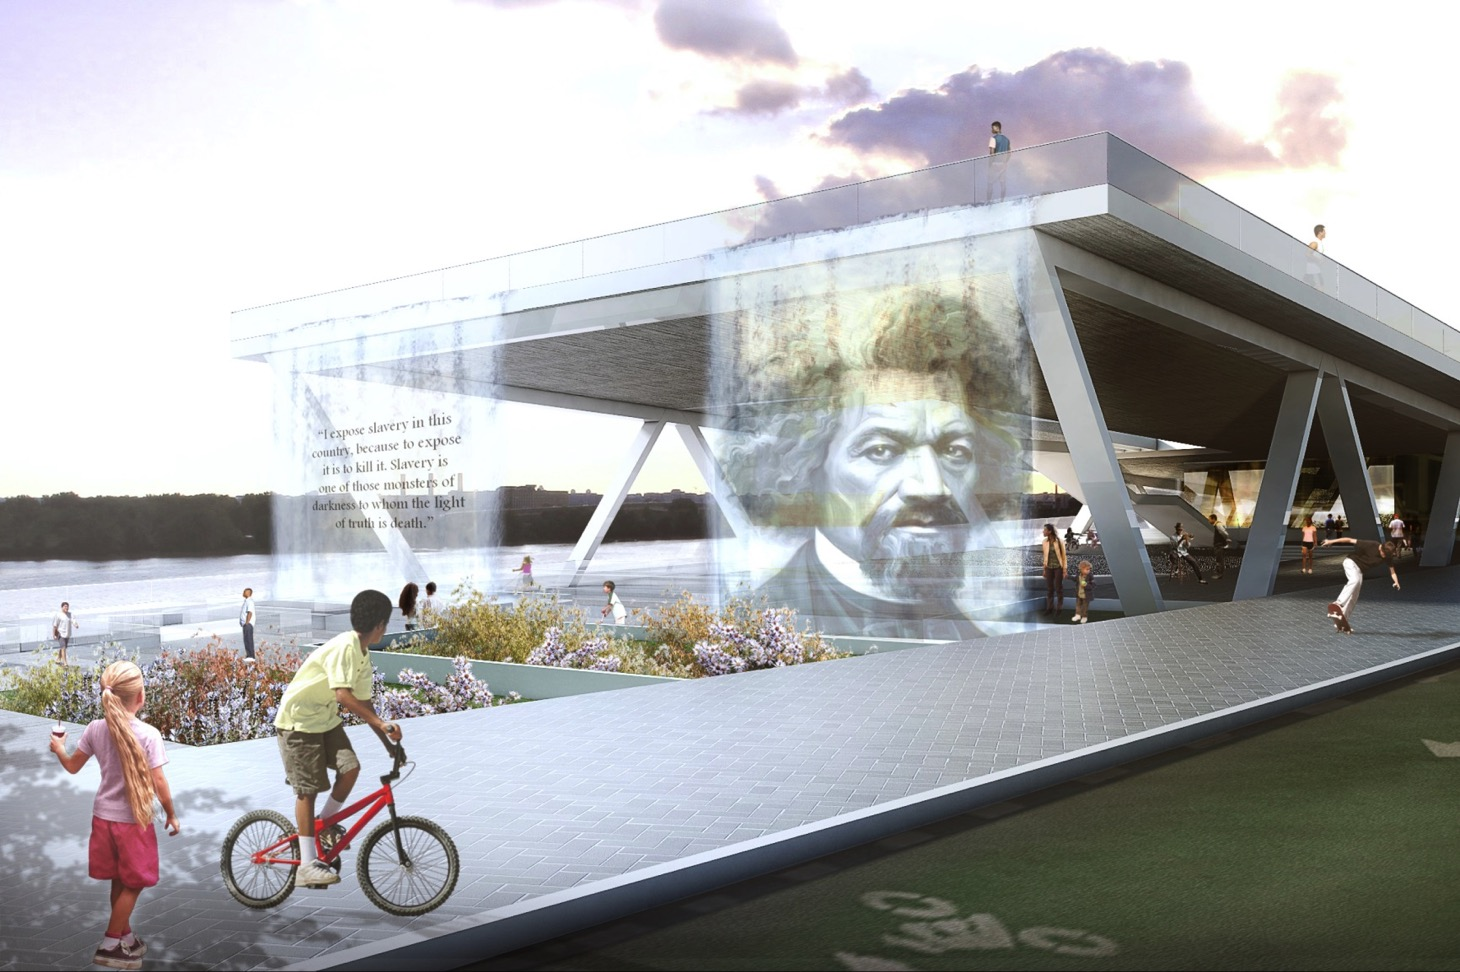 “I expose slavery in this
country, because to expose
it is to kill it. Slavery is
one of those monsters of
darkness to whom the light
of truth is death.”